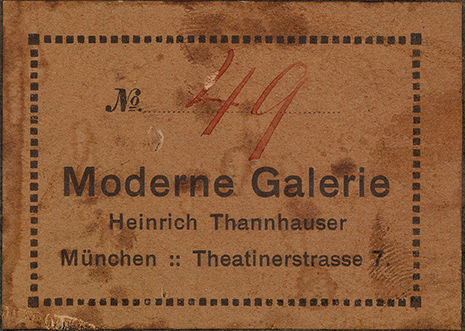 No. 49
Moderne Galerie
Heinrich Thannhauser
München :: Theatinerstrasse 7.